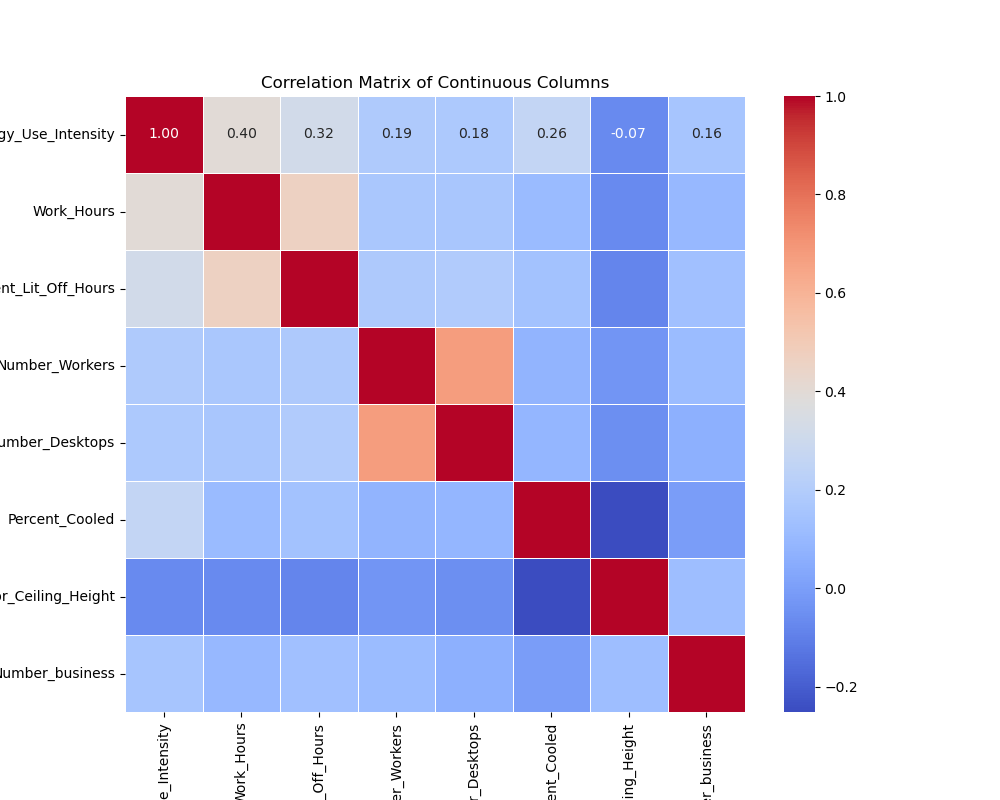 Correlation Matrix of Continuous Columns
gy_Use_Intensity
1.00 0.40 0.32 0.19 0.18 0.26 -0.07 0.16
Work_Hours
nt_Lit_Off_Hours
Number_Workers
umber_Desktops
Percent_Cooled
or_Ceiling_Height
Number_business
e_Intensity
Work_Hours
_Off_Hours
er_Workers
r_Desktops
ent_Cooled
ing_Height
er_business
1.0
0.8
0.6
0.4
0.2
0.0
−0.2